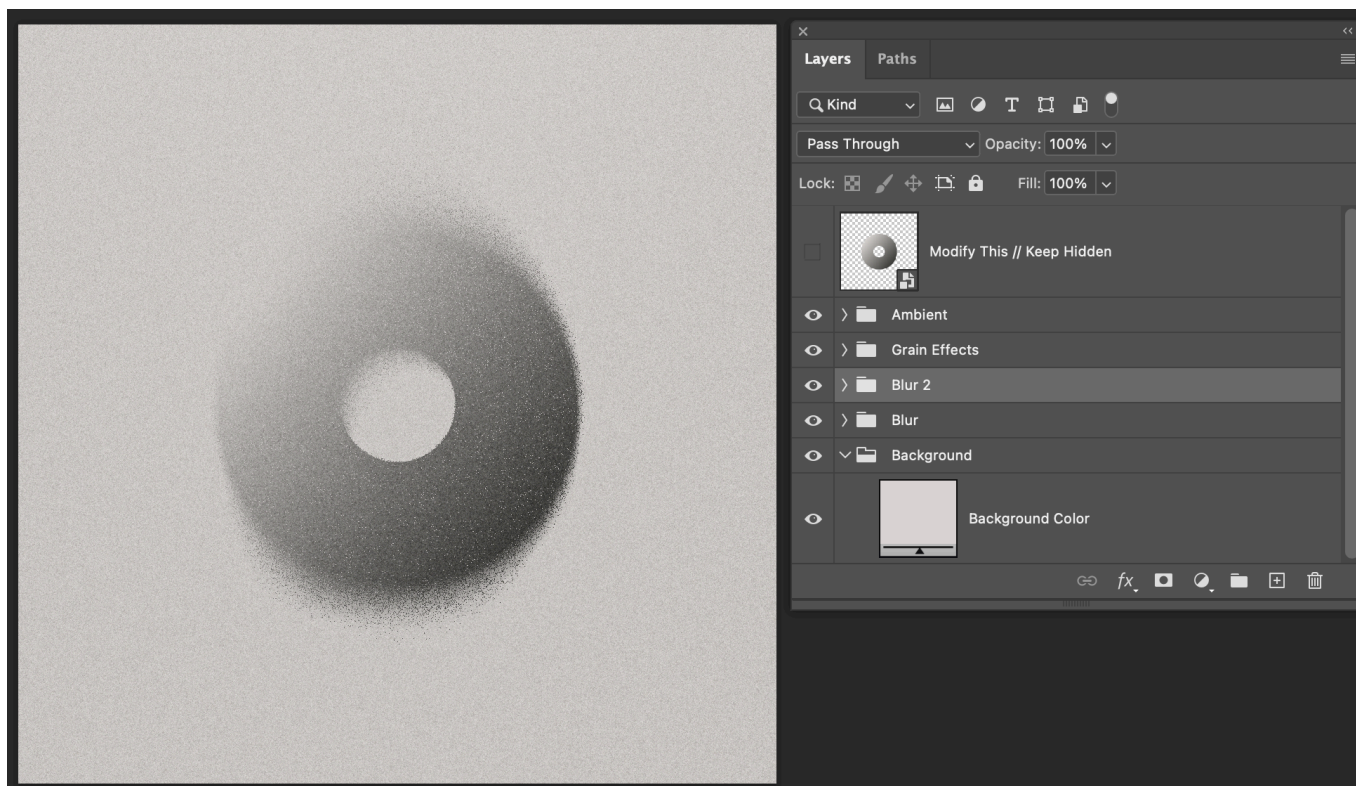 Layers Paths
Kind
Pass Through Opacity: 100%
Lock: Fill: 100%
Modify This // Keep Hidden
Ambient
Grain Effects
Blur 2
Blur
Background
Background Color
fx